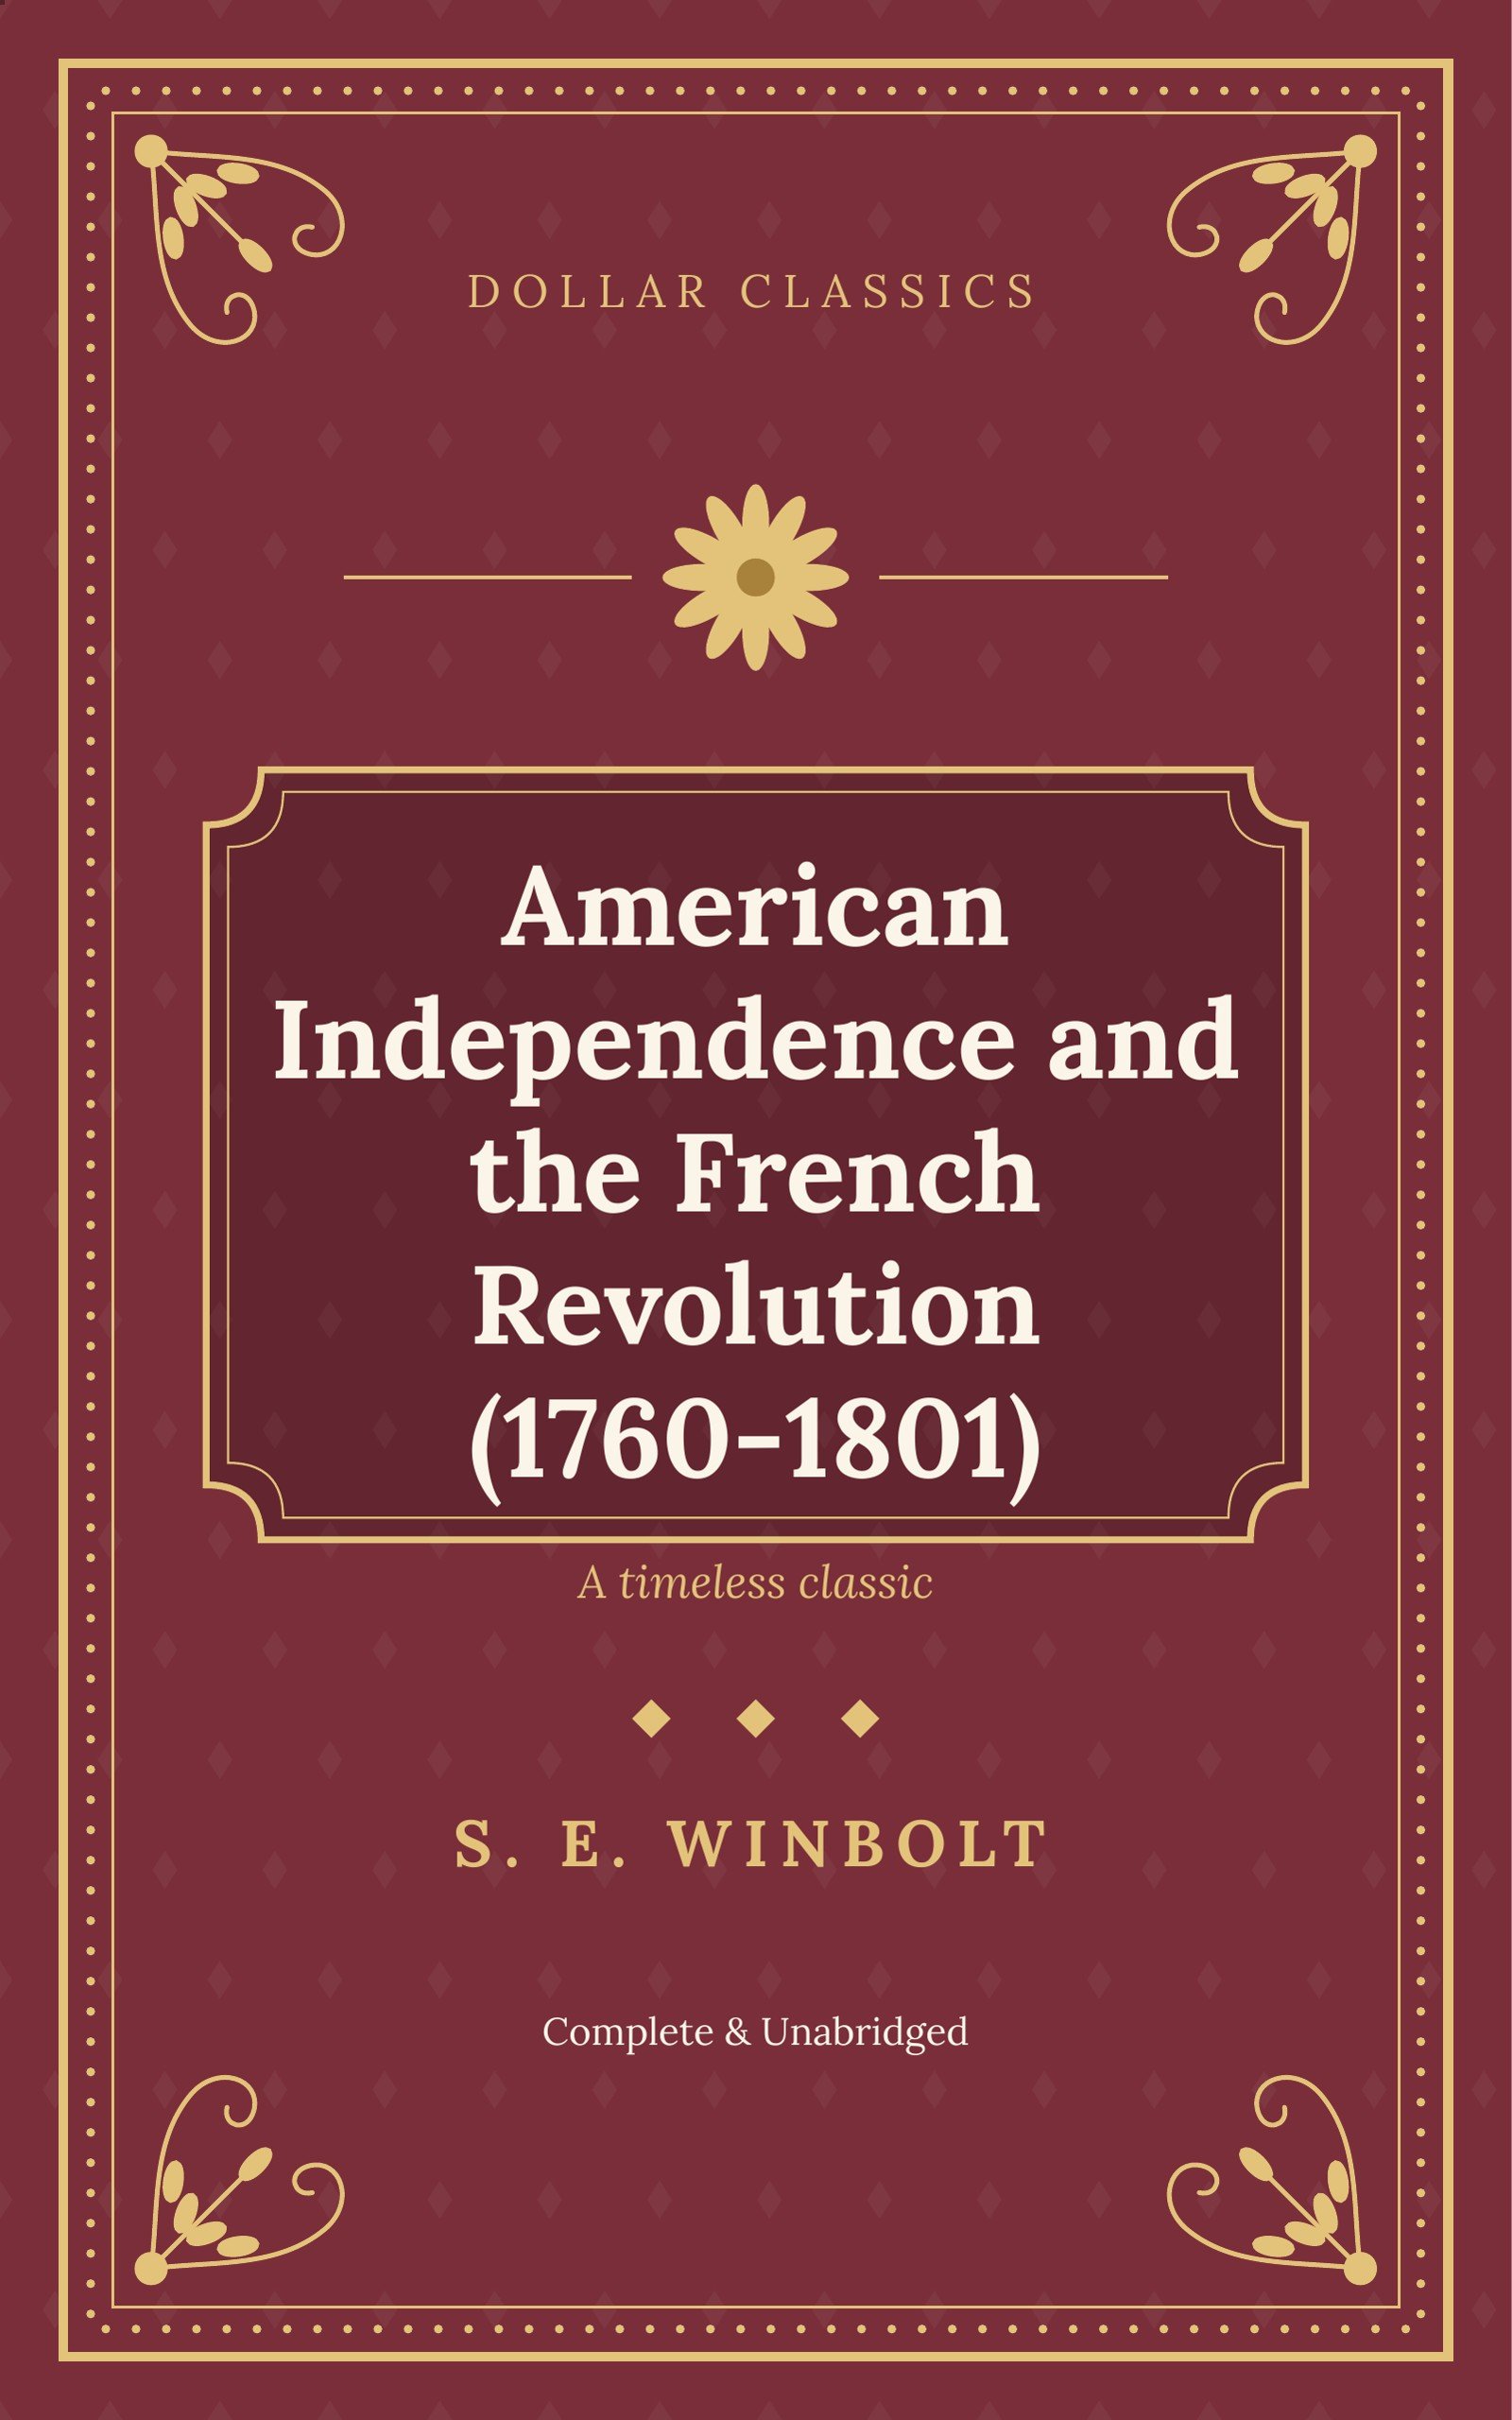 DOLLAR CLASSICS
American
Independence and
the French
Revolution
(1760–1801)
A timeless classic
S. E. WINBOLT
Complete & Unabridged